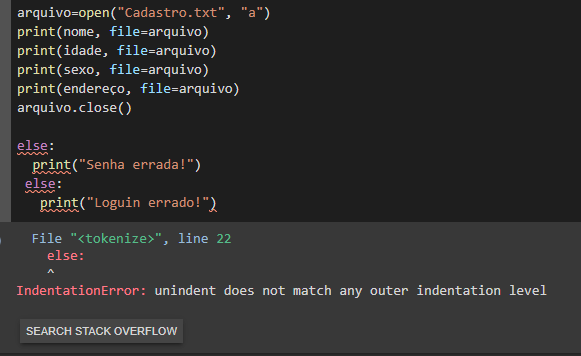 arquivo=open("Cadastro.txt", "a")
print(nome, file=arquivo)
print(idade, file=arquivo)
print(sexo, file=arquivo)
print(endereço, file=arquivo)
arquivo.close()

else:
  print("Senha errada!")
 else:
   print("Loguin errado!")
  File "<tokenize>", line 22
    else:
    ^
IndentationError: unindent does not match any outer indentation level
SEARCH STACK OVERFLOW